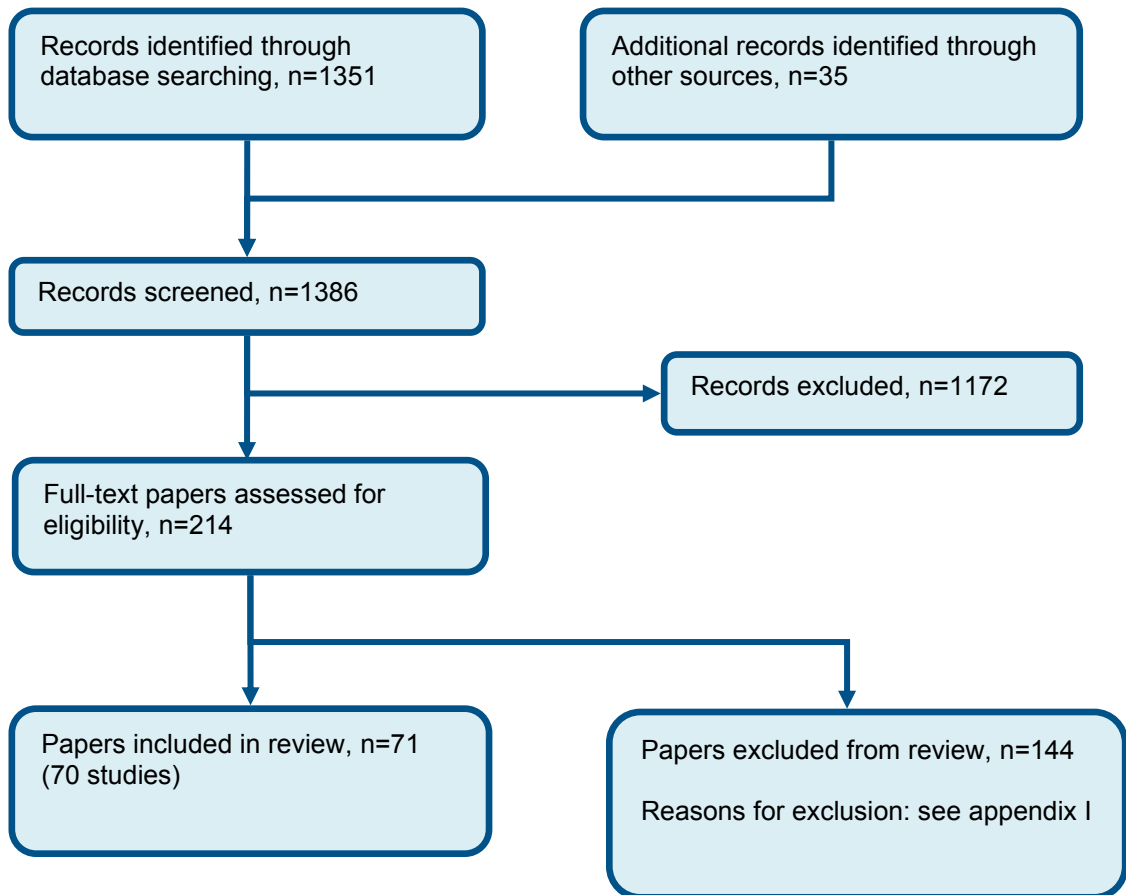 Records identified through
database searching, n=1351
Additional records identified through
other sources, n=35
Records screened, n=1386
Records excluded, n=1172
Full-text papers assessed for
eligibility, n=214
Papers included in review, n=71
(70 studies)
Papers excluded from review, n=144
Reasons for exclusion: see appendix I